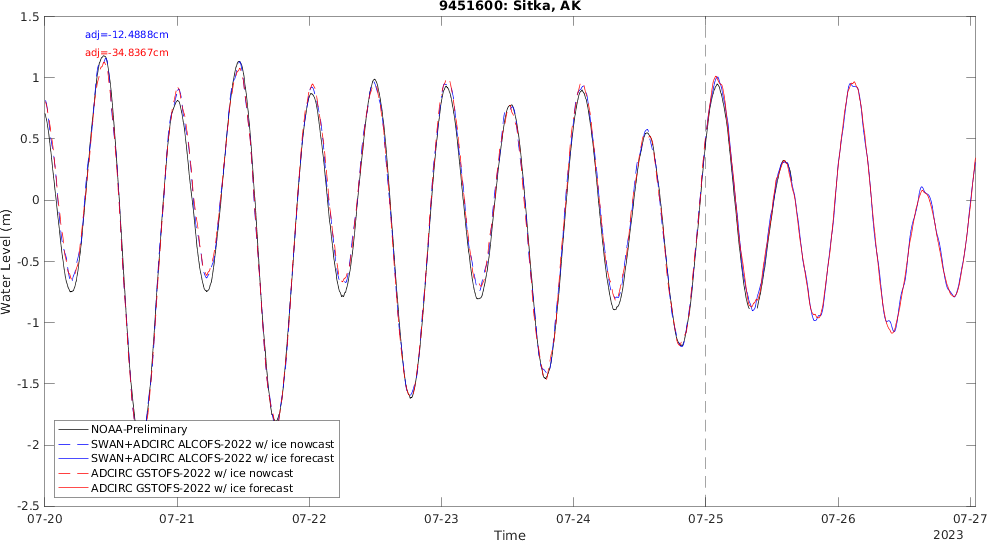 9451600: Sitka, AK
adj=-12.4888cm
adj=-34.8367cm
1.5
1
0.5
0
-0.5
-1
-1.5
-2
-2.5
Water Level (m)
NOAA-Preliminary
SWAN+ADCIRC ALCOFS-2022 w/ ice nowcast
SWAN+ADCIRC ALCOFS-2022 w/ ice forecast
ADCIRC GSTOFS-2022 w/ ice nowcast
ADCIRC GSTOFS-2022 w/ ice forecast
07-20 07-21 07-22 07-23 07-24 07-25 07-26 07-27
Time
2023